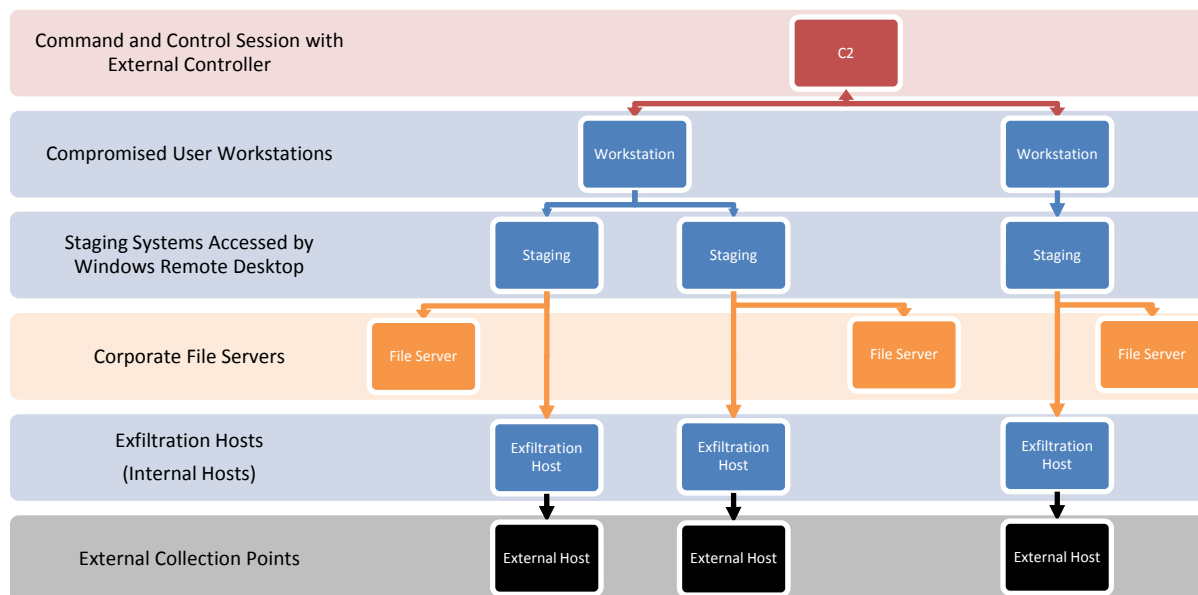 Command and Control Session with
External Controller
C2
Compromised User Workstations
Workstation
Workstation
Staging Systems Accessed by
Windows Remote Desktop
Staging
Staging
Staging
Corporate File Servers
File Server
File Server
File Server
Exfiltration Hosts
(Internal Hosts)
Exfiltration
Host
Exfiltration
Host
Exfiltration
Host
External Collection Points
External Host
External Host
External Host